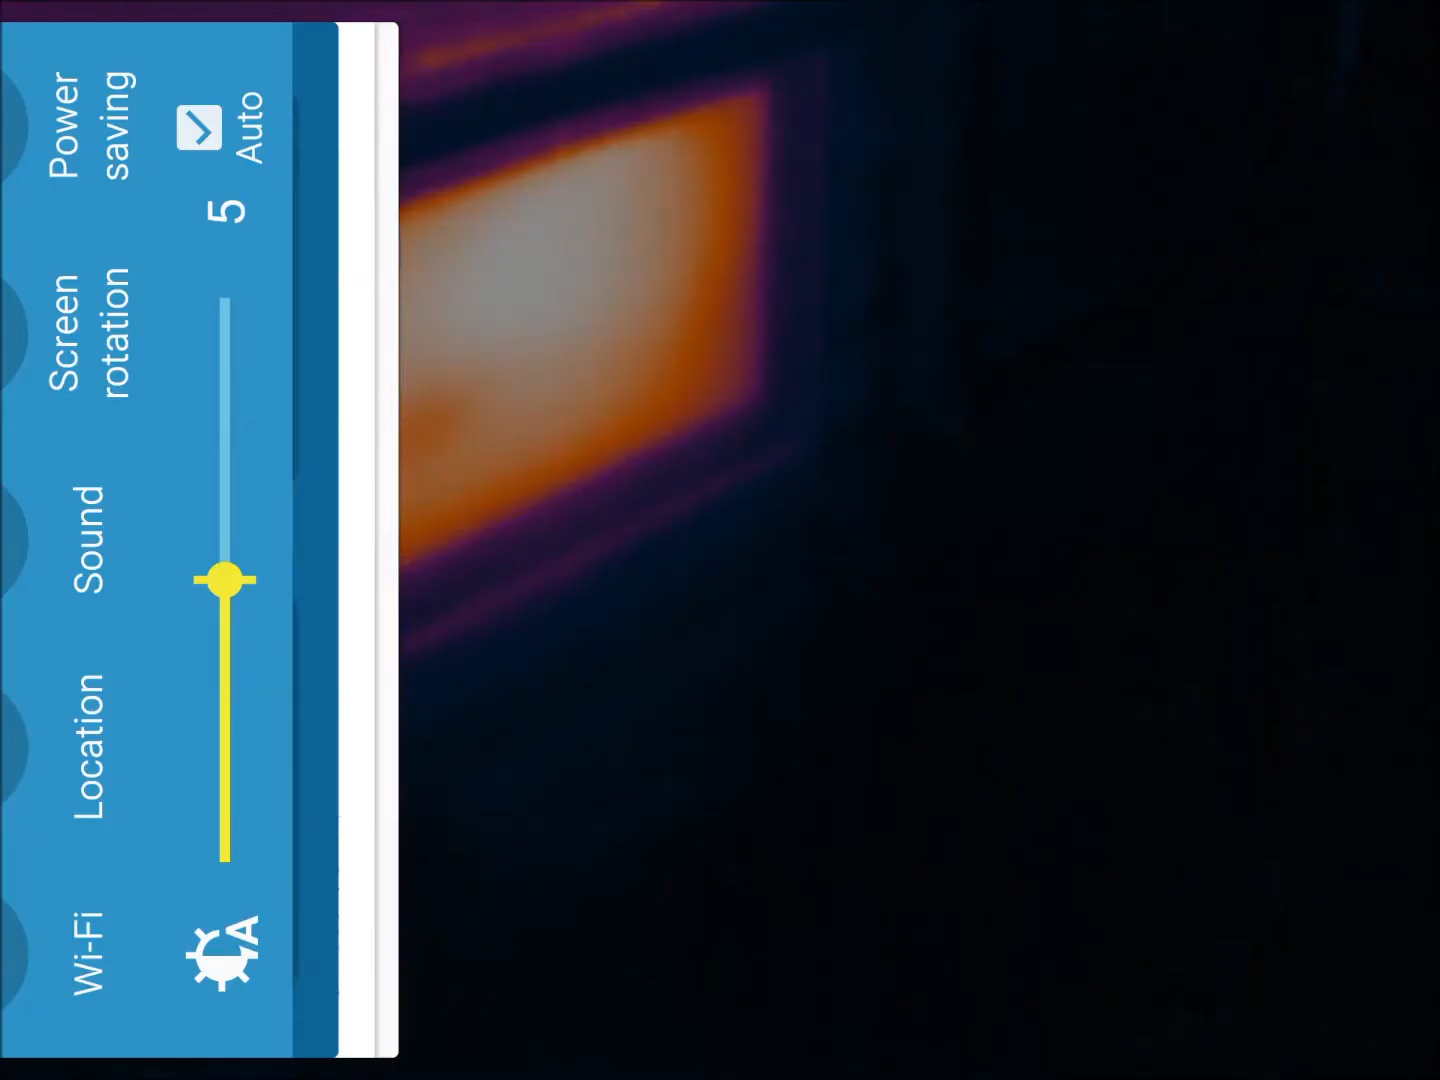 Wi-Fi
Location
Sound
Screen
rotation
Power
saving
A
5
Auto